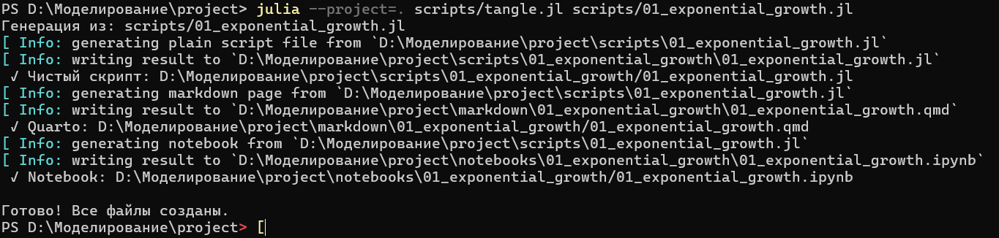 PS D:\Моделирование\project> julia --project=. scripts/tangle.jl scripts/01_exponential_growth.jl
Генерация из: scripts/01_exponential_growth.jl
[ Info: generating plain script file from `D:\Моделирование\project\scripts\01_exponential_growth.jl`
[ Info: writing result to `D:\Моделирование\project\scripts\01_exponential_growth\01_exponential_growth.jl`
✓ Чистый скрипт: D:\Моделирование\project\scripts\01_exponential_growth/01_exponential_growth.jl
[ Info: generating markdown page from `D:\Моделирование\project\scripts\01_exponential_growth.jl`
[ Info: writing result to `D:\Моделирование\project\markdown\01_exponential_growth\01_exponential_growth.qmd`
✓ Quarto: D:\Моделирование\project\markdown\01_exponential_growth/01_exponential_growth.qmd
[ Info: generating notebook from `D:\Моделирование\project\scripts\01_exponential_growth.jl`
[ Info: writing result to `D:\Моделирование\project\notebooks\01_exponential_growth\01_exponential_growth.ipynb`
✓ Notebook: D:\Моделирование\project\notebooks\01_exponential_growth/01_exponential_growth.ipynb
Готово! Все файлы созданы.
PS D:\Моделирование\project> [